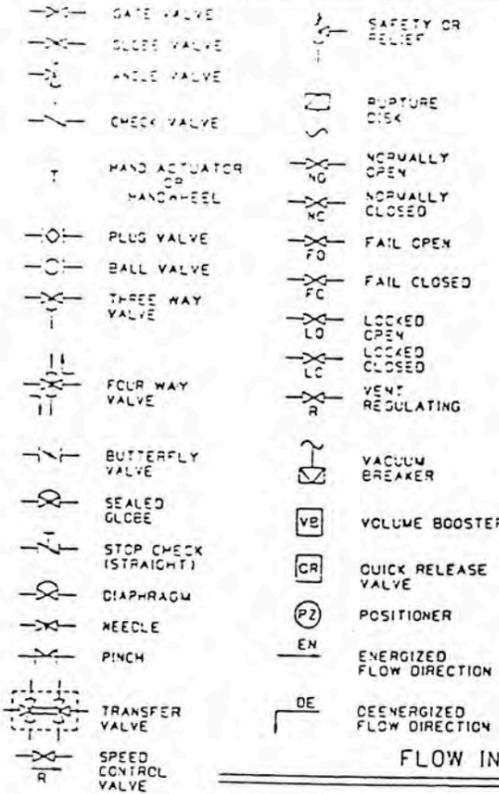 GATE VALVE
GLOBE VALVE
ANGLE VALVE
CHECK VALVE
T
HAND ACTUATOR
OR
HANDWHEEL
PLUG VALVE
BALL VALVE
THREE WAY
VALVE
FOUR WAY
VALVE
BUTTERFLY
VALVE
SEALED
GLOBE
STOP CHECK
(STRAIGHT)
DIAPHRAGM
NEEDLE
PINCH
TRANSFER
VALVE
R
SPEED
CONTROL
VALVE
SAFETY OR
RELIEF
RUPTURE
DISK
NO
NORMALLY
OPEN
NC
NORMALLY
CLOSED
FO
FAIL OPEN
FC
FAIL CLOSED
LO
LOCKED
OPEN
LC
LOCKED
CLOSED
R
VENT
REGULATING
VACUUM
BREAKER
VB
VOLUME BOOSTER
QR
QUICK RELEASE
VALVE
PZ
POSITIONER
EN
ENERGIZED
FLOW DIRECTION
DE
DEENERGIZED
FLOW DIRECTION
FLOW IN